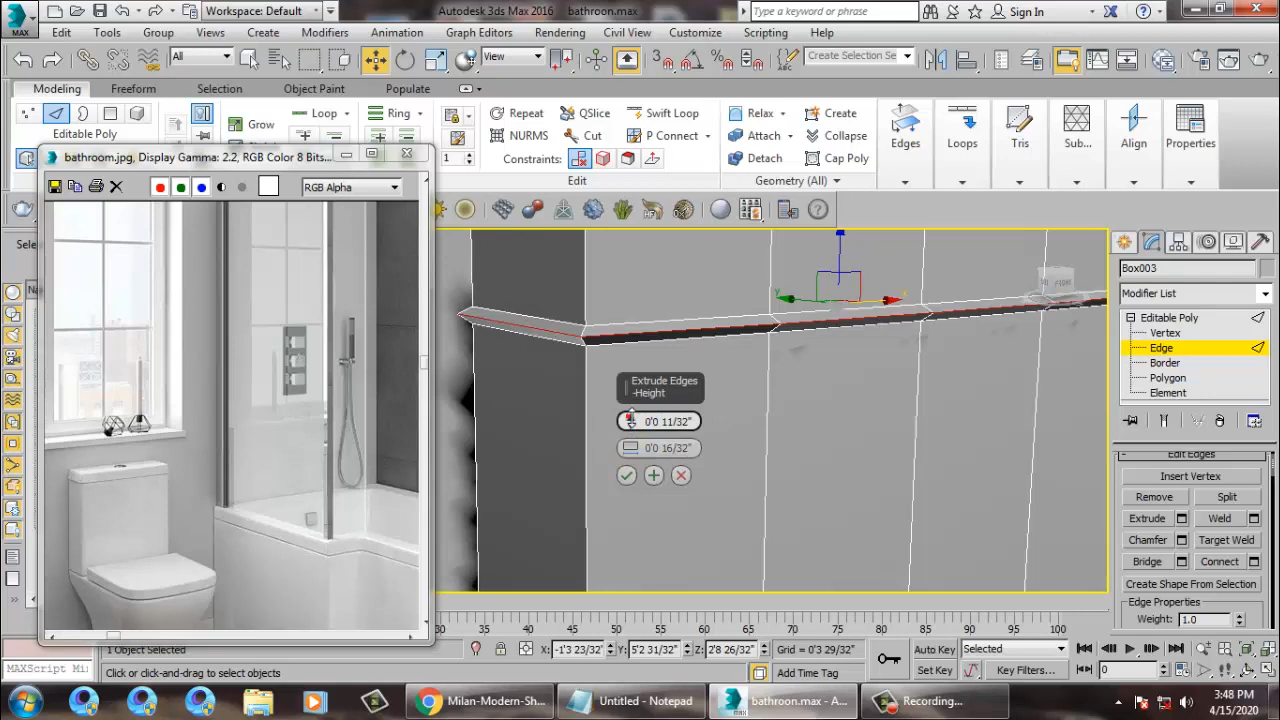 MAX
Workspace: Default
Autodesk 3ds Max 2016
bathroon.max
Type a keyword or phrase
Sign In
Edit
Tools
Group
Views
Create
Modifiers
Animation
Graph Editors
Rendering
Civil View
Customize
Scripting
Help
All
View
Create Selection Se
Modeling
Freeform
Selection
Object Paint
Populate
Editable Poly
Grow
Loop
Ring
1
Repeat
QSlice
Swift Loop
NURMS
Cut
P Connect
Constraints:
Edit
Relax
Create
Attach
Collapse
Detach
Cap Poly
Geometry (All)
Edges
Loops
Tris
Sub...
Align
Properties
bathroom.jpg, Display Gamma: 2.2, RGB Color 8 Bits...
RGB Alpha
Sele
Na
Extrude Edges
-Height
0'0 11/32"
0'0 16/32"
Box003
Modifier List
Editable Poly
Vertex
Edge
Border
Polygon
Element
Edit Edges
Insert Vertex
Remove
Split
Extrude
Weld
Chamfer
Target Weld
Bridge
Connect
Create Shape From Selection
Edge Properties
Weight: 1.0
30 35 40 45 50 55 60 65 70 75 80 85 90 95 100
1 Object Selected
X: -1'3 23/32"
Y: 5'2 31/32"
Z: 2'8 26/32"
Grid = 0'3 29/32"
Auto Key
Selected
MAXScript Mi
Click or click-and-drag to select objects
Add Time Tag
Set Key
Key Filters...
0
Milan-Modern-Sh...
Untitled - Notepad
bathroon.max - A...
Recording...
3:48 PM
4/15/2020